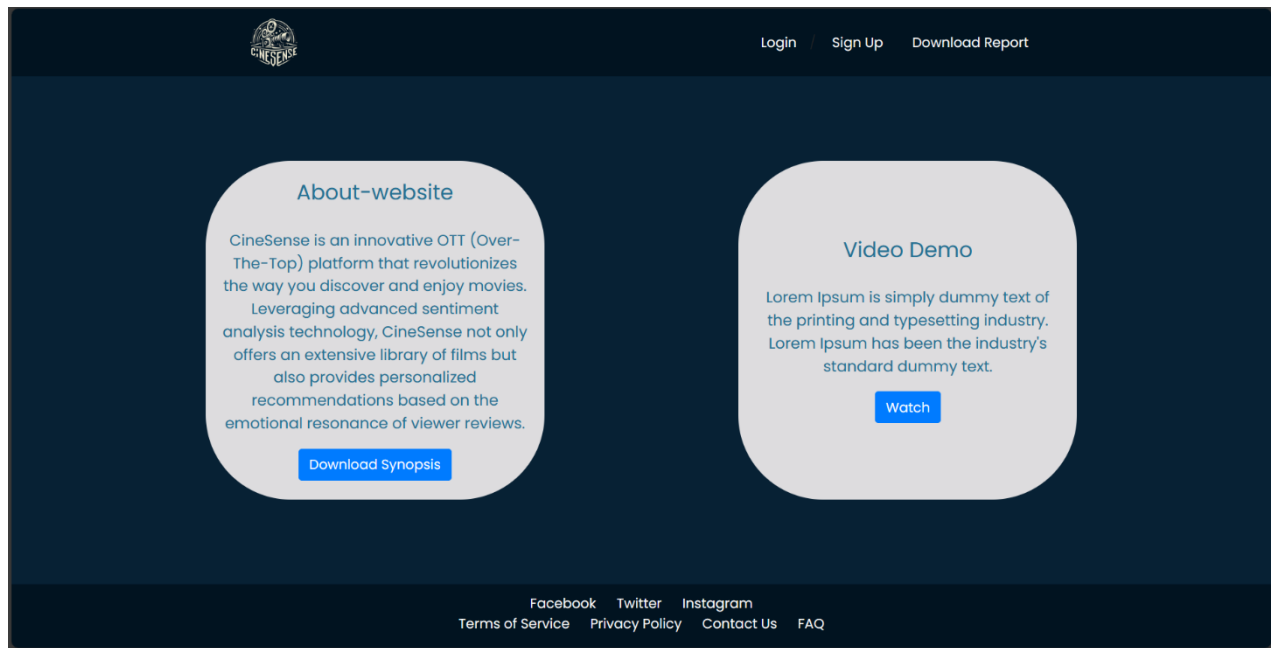 CINESENSE
Login / Sign Up Download Report
About-website
CineSense is an innovative OTT (Over-
The-Top) platform that revolutionizes
the way you discover and enjoy movies.
Leveraging advanced sentiment
analysis technology, CineSense not only
offers an extensive library of films but
also provides personalized
recommendations based on the
emotional resonance of viewer reviews.
Download Synopsis
Video Demo
Lorem Ipsum is simply dummy text of
the printing and typesetting industry.
Lorem Ipsum has been the industry's
standard dummy text.
Watch
Facebook Twitter Instagram
Terms of Service Privacy Policy Contact Us FAQ